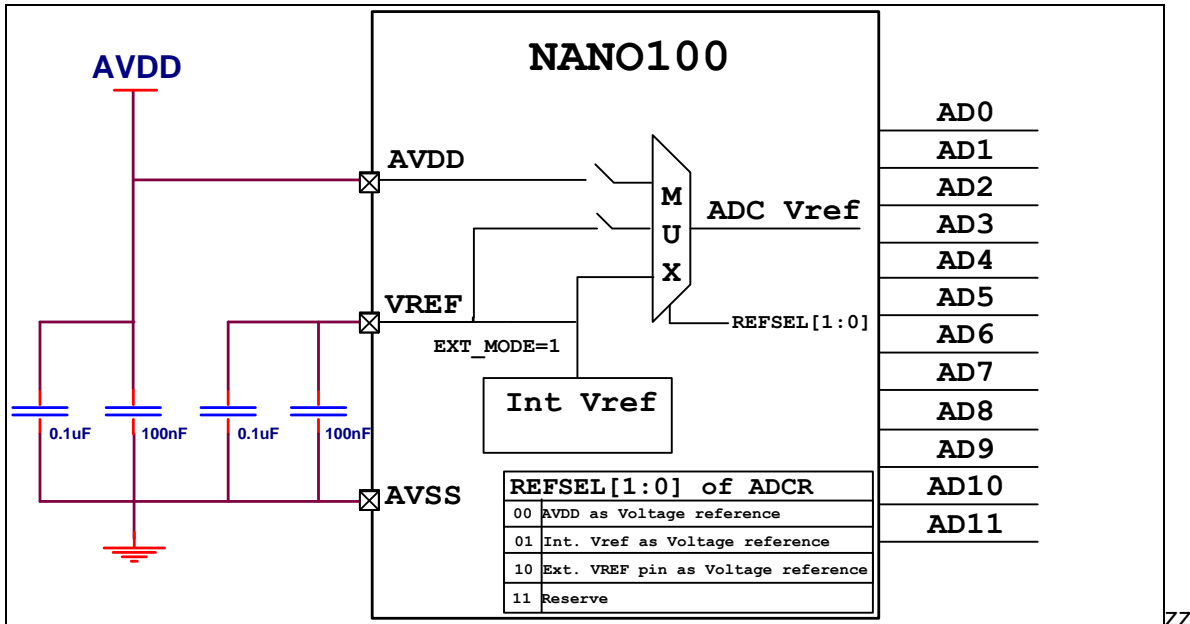 NANO100
AVDD
AVDD
VREF
AVSS
EXT_MODE=1
Int Vref
M
U
X
ADC Vref
REFSEL[1:0]
0.1uF
100nF
0.1uF
100nF
REFSEL[1:0] of ADCR
00 AVDD as Voltage reference
01 Int. Vref as Voltage reference
10 Ext. VREF pin as Voltage reference
11 Reserve
AD0
AD1
AD2
AD3
AD4
AD5
AD6
AD7
AD8
AD9
AD10
AD11
zz